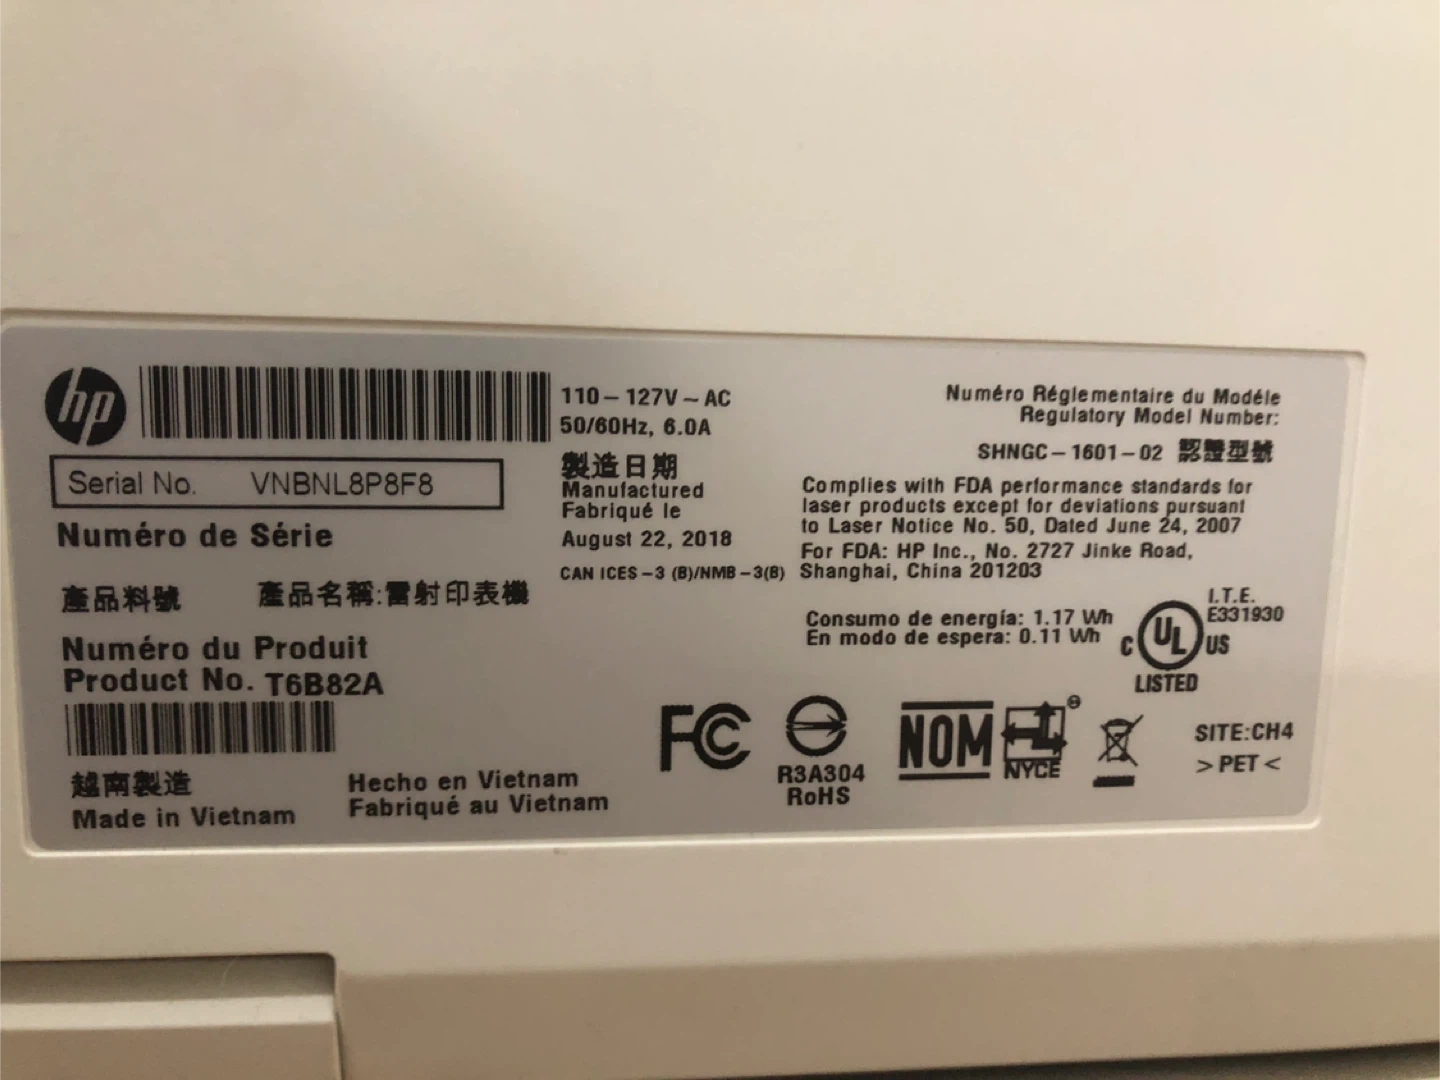 hp
Serial No. VNBNL8P8F8
Numéro de Série
產品料號 產品名稱:雷射印表機
Numéro du Produit
Product No. T6B82A
越南製造
Made in Vietnam
Hecho en Vietnam
Fabriqué au Vietnam
110-127V~AC
50/60Hz, 6.0A
製造日期
Manufactured
Fabriqué le
August 22, 2018
CAN ICES-3 (B)/NMB-3(B)
Numéro Réglementaire du Modéle
Regulatory Model Number:
SHNGC-1601-02 認證型號
Complies with FDA performance standards for
laser products except for deviations pursuant
to Laser Notice No. 50, Dated June 24, 2007
For FDA: HP Inc., No. 2727 Jinke Road,
Shanghai, China 201203
Consumo de energía: 1.17 Wh
En modo de espera: 0.11 Wh
I.T.E.
E331930
C UL US
LISTED
FC
R3A304
RoHS
NOM
NYCE
SITE:CH4
>PET<